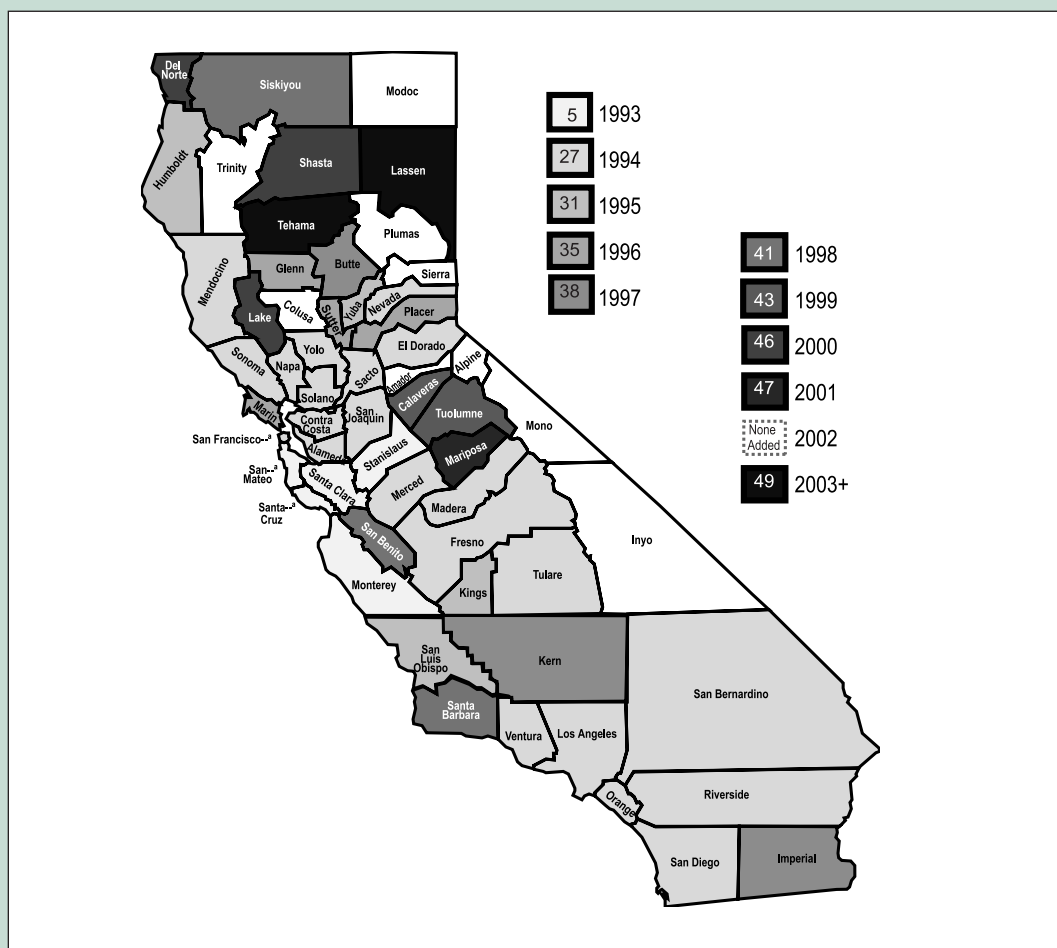 Del
Norte
Siskiyou
Modoc
Humboldt
Trinity
Shasta
Lassen
Tehama
Plumas
Mendocino
Glenn
Butte
Sierra
Lake
Colusa
Sutter
Yuba
Nevada
Placer
Sonoma
Napa
Yolo
Sacto
El Dorado
Alpine
Amador
Solano
Marin
Contra
Costa
San
Joaquin
Calaveras
Tuolumne
Mono
San Francisco--a
Alameda
Stanislaus
Mariposa
San--a
Mateo
Santa Clara
Merced
Madera
Santa--a
Cruz
San Benito
Fresno
Inyo
Monterey
Kings
Tulare
San
Luis
Obispo
Kern
San Bernardino
Santa
Barbara
Ventura
Los Angeles
Orange
Riverside
San Diego
Imperial
5 1993
27 1994
31 1995
35 1996
38 1997
41 1998
43 1999
46 2000
47 2001
None
Added 2002
49 2003+